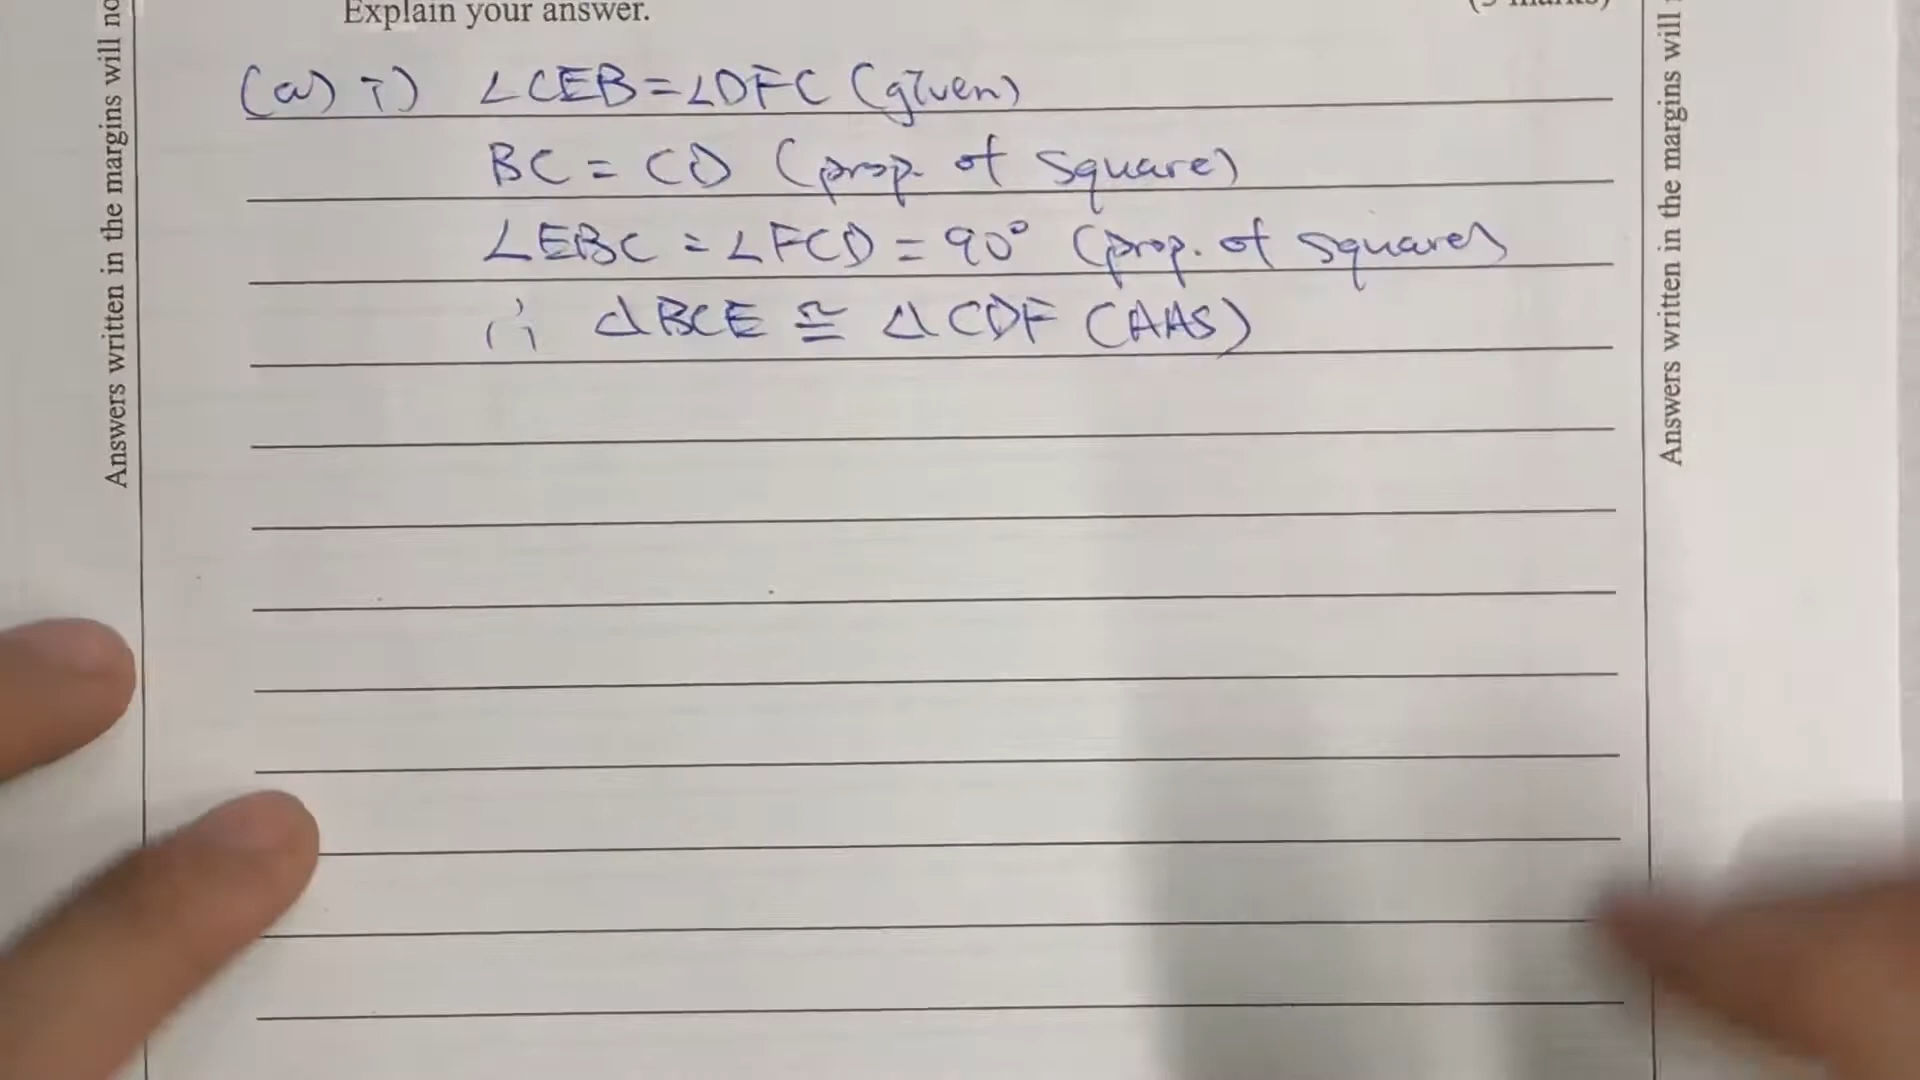 Explain your answer.
(a) i) ∠CEB=∠DFC (given)
BC = CD (prop. of square)
∠EBC = ∠FCD = 90° (prop. of square)
∴ △BCE ≅ △CDF (AAS)
Answers written in the margins will
Answers written in the margins will